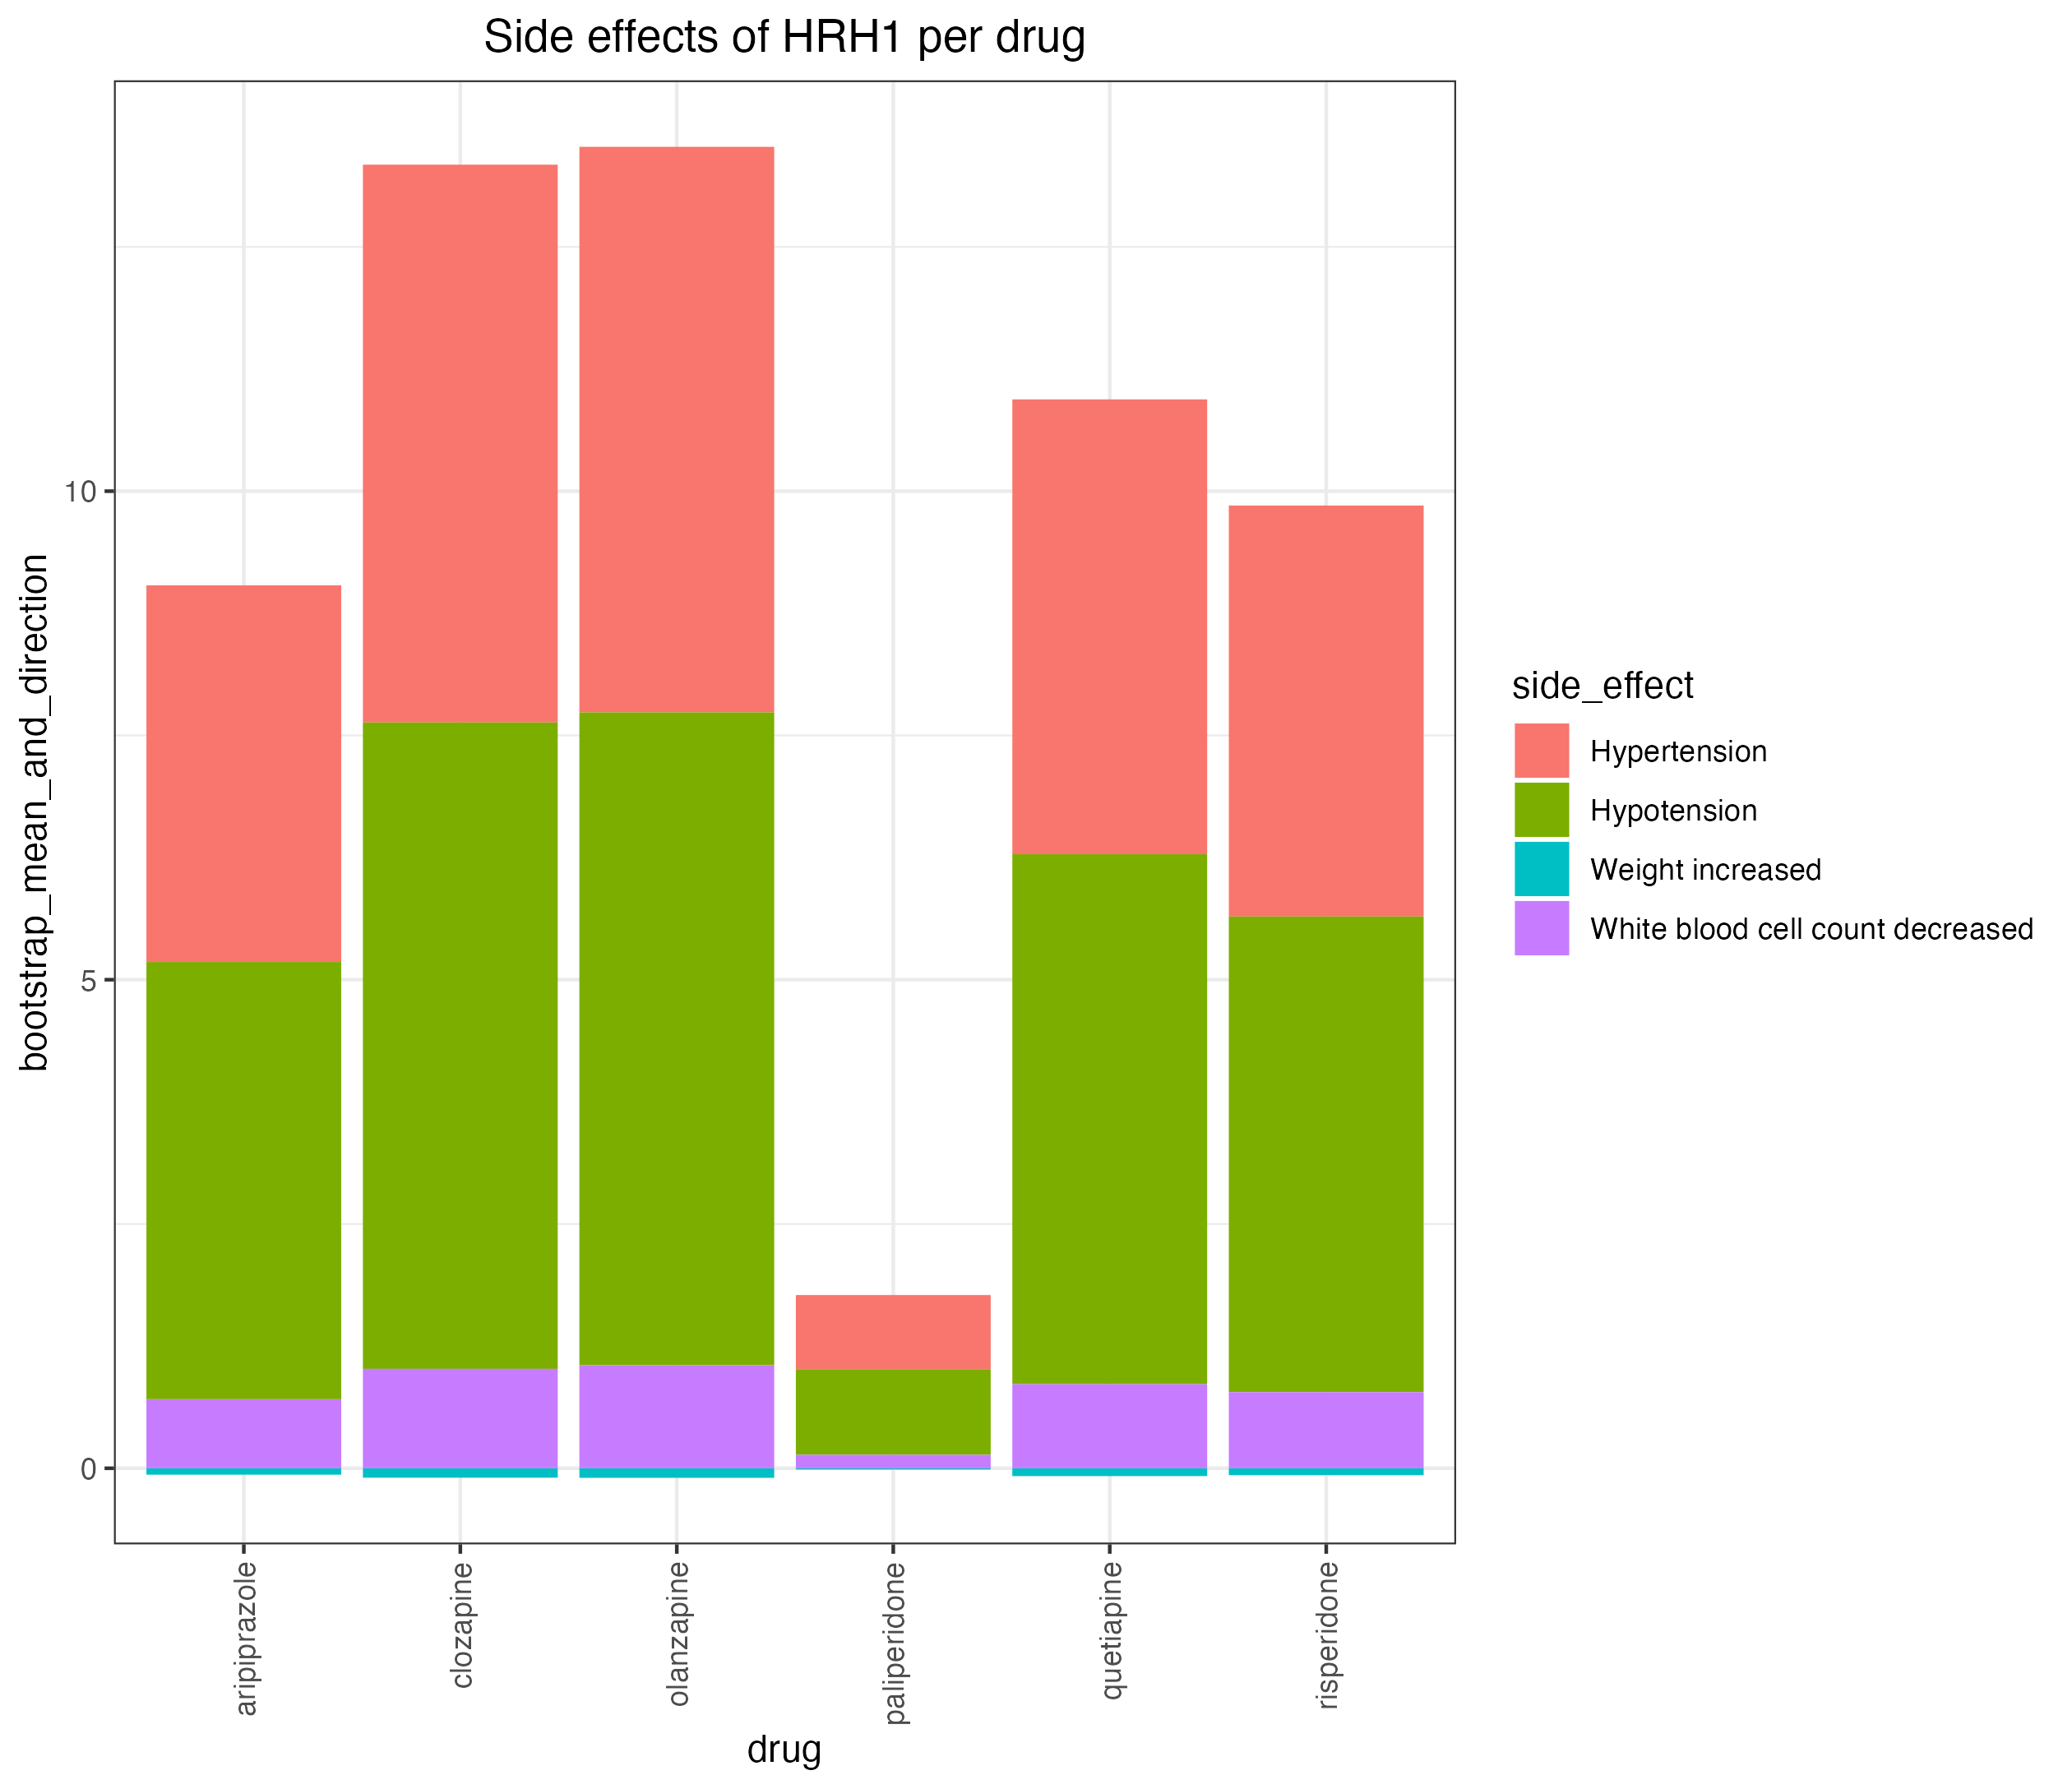 Side effects of HRH1 per drug
bootstrap_mean_and_direction
10
5
0
aripiprazole
clozapine
olanzapine
paliperidone
quetiapine
risperidone
drug
side_effect
Hypertension
Hypotension
Weight increased
White blood cell count decreased